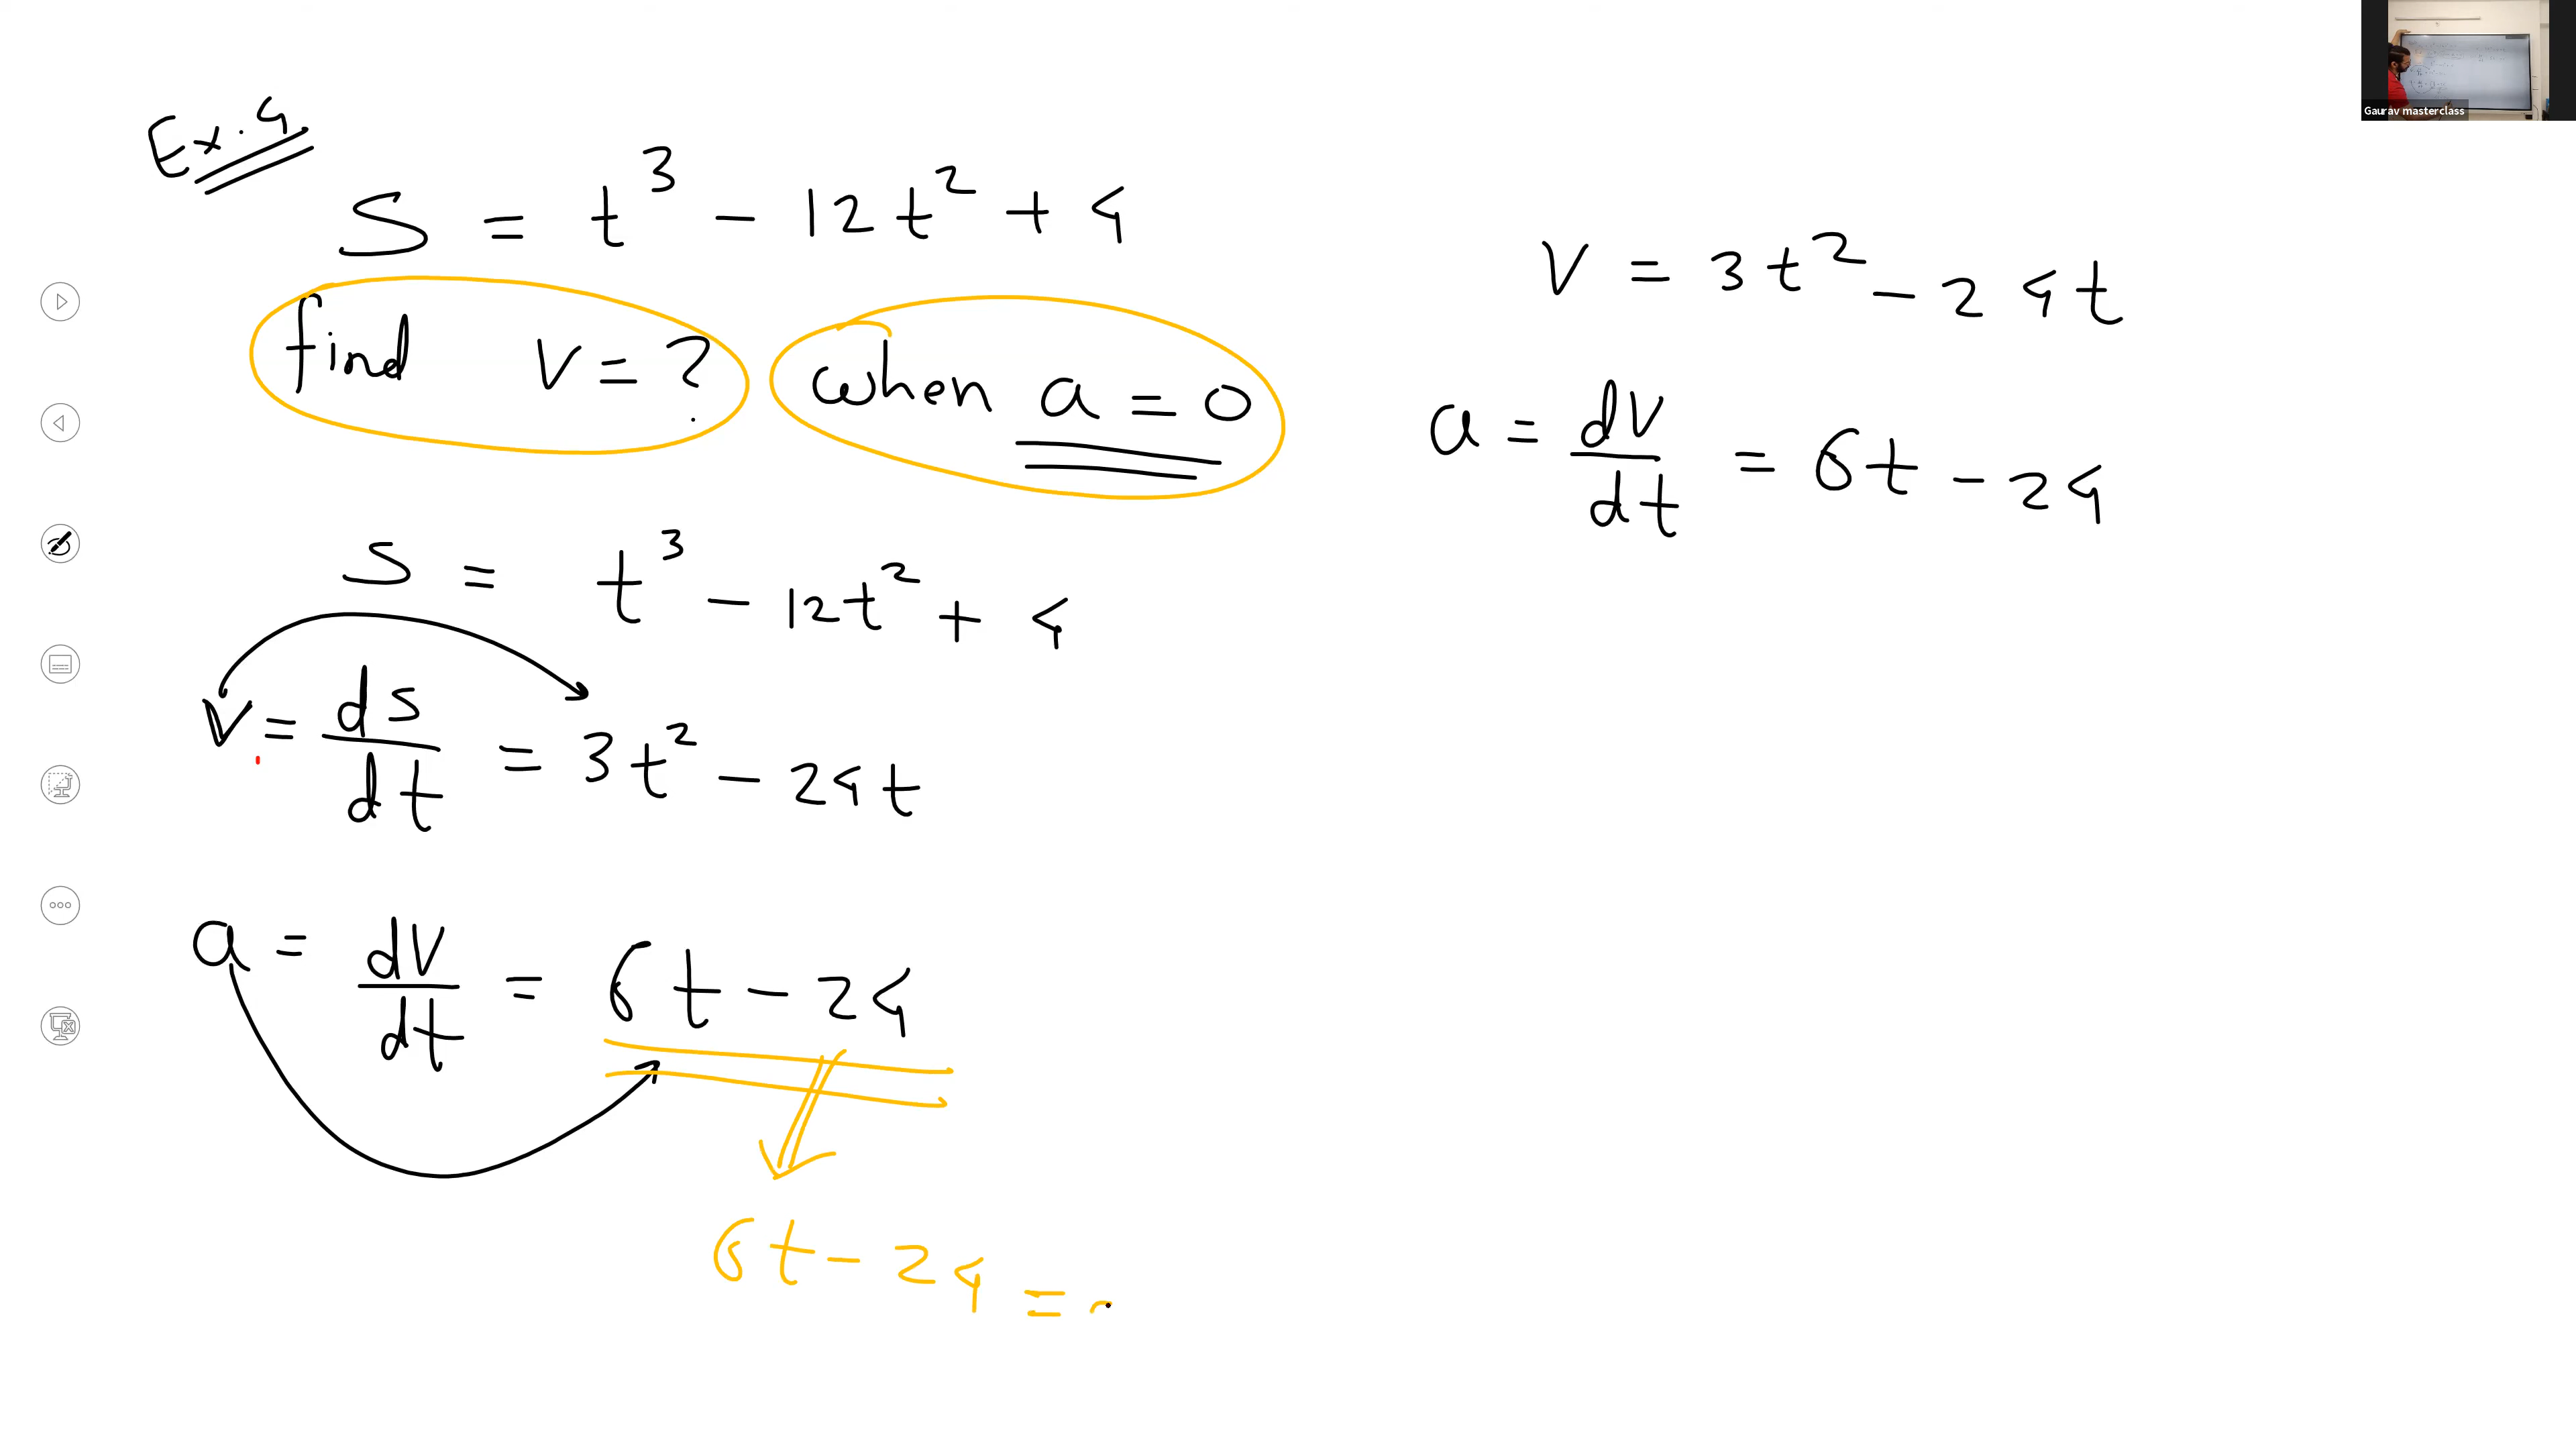 Ex.4
S = t³ - 12t² + 4
find v = ?
when a = 0
S = t³ - 12t² + 4
v = ds/dt = 3t² - 24t
a = dv/dt = 6t - 24
6t - 24 =
v = 3t² - 24t
a = dv/dt = 6t - 24
Gaurav masterclass